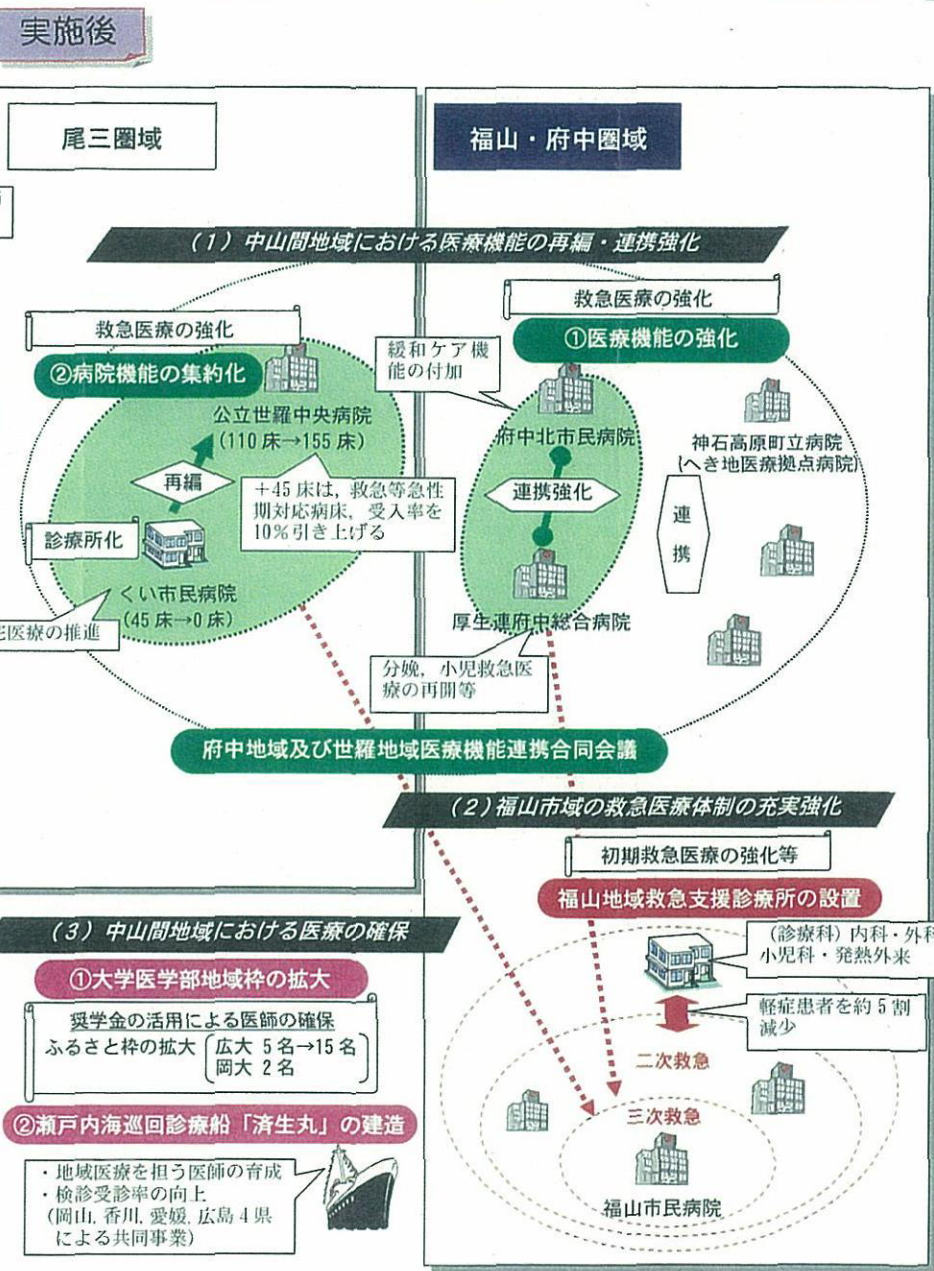 実施後
尾三圏域
福山・府中圏域
(1)中山間地域における医療機能の再編・連携強化
救急医療の強化
②病院機能の集約化
公立世羅中央病院
(110床→155床)
再編
+45床は,救急等急性
期対応病床,受入率を
10%引き上げる
診療所化
くい市民病院
(45床→0床)
医療の推進
救急医療の強化
①医療機能の強化
緩和ケア機
能の付加
府中北市民病院
連携強化
厚生連府中総合病院
分娩,小児救急医
療の再開等
神石高原町立病院
(へき地医療拠点病院)
連
携
府中地域及び世羅地域医療機能連携合同会議
(2)福山市域の救急医療体制の充実強化
初期救急医療の強化等
福山地域救急支援診療所の設置
(診療科)内科・外科
小児科・発熱外来
軽症患者を約5割
減少
二次救急
三次救急
福山市民病院
(3)中山間地域における医療の確保
①大学医学部地域枠の拡大
奨学金の活用による医師の確保
ふるさと枠の拡大 広大 5名→15名
岡大 2名
②瀬戸内海巡回診療船「済生丸」の建造
・地域医療を担う医師の育成
・検診受診率の向上
(岡山,香川,愛媛,広島4県
による共同事業)